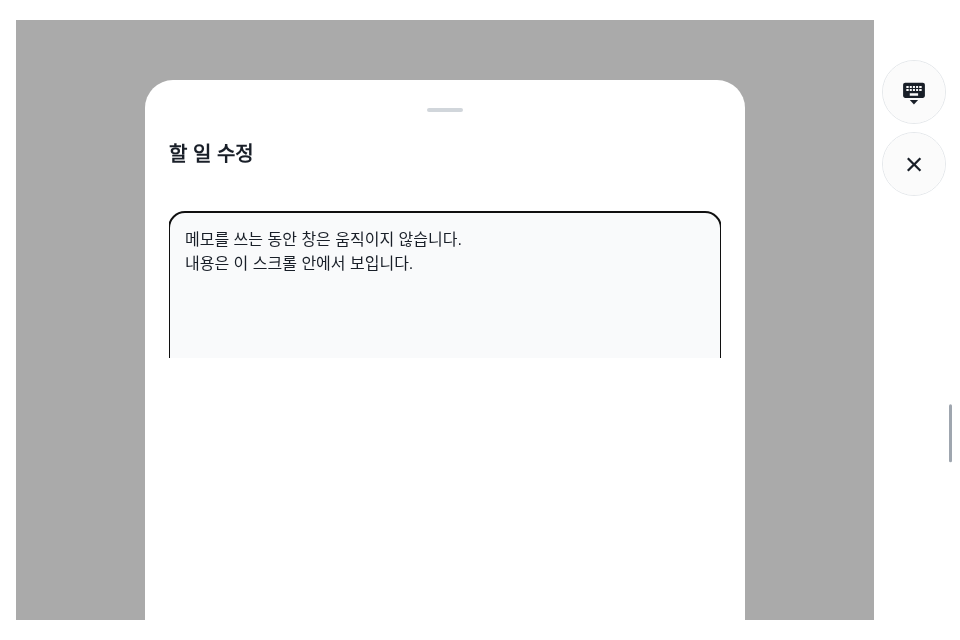 할 일 수정
메모를 쓰는 동안 창은 움직이지 않습니다.
내용은 이 스크롤 안에서 보입니다.